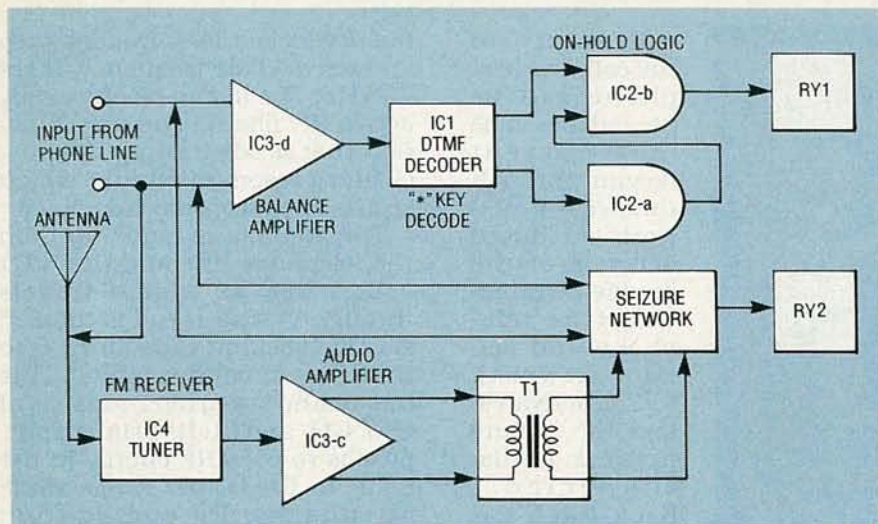 ON-HOLD LOGIC
INPUT FROM
PHONE LINE
IC3-d
BALANCE AMPLIFIER
IC1
DTMF
DECODER
"*" KEY
DECODE
IC2-b
RY1
IC2-a
ANTENNA
SEIZURE
NETWORK
RY2
FM RECEIVER
IC4
TUNER
AUDIO
AMPLIFIER
IC3-c
T1